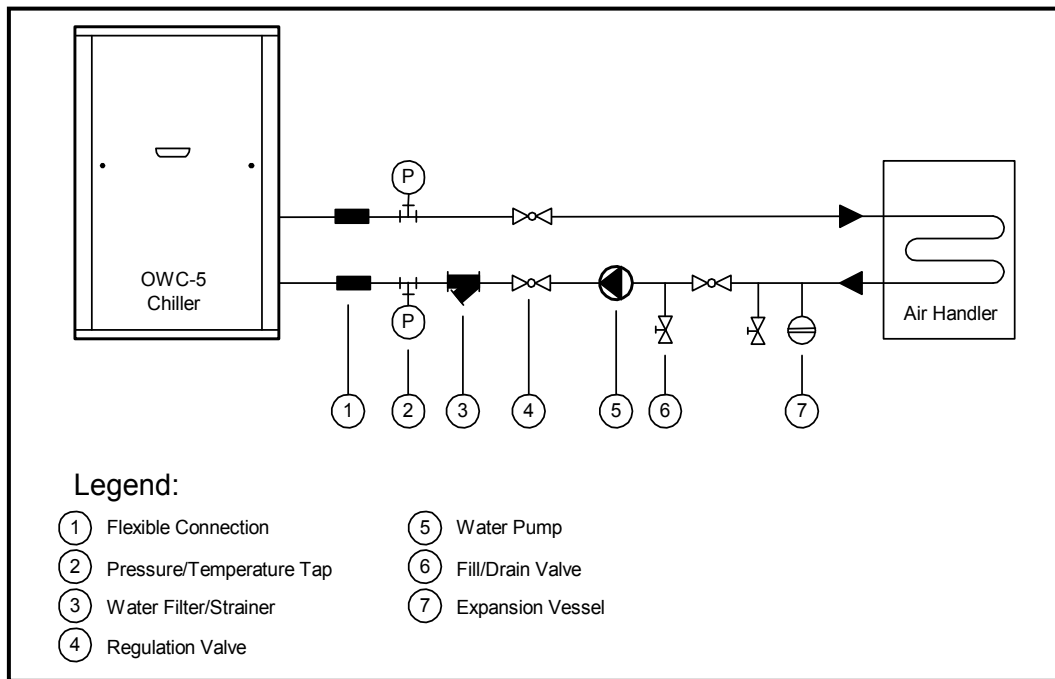 P
OWC-5
Chiller
P
Air Handler
1 2 3 4 5 6 7
Legend:
1 Flexible Connection
2 Pressure/Temperature Tap
3 Water Filter/Strainer
4 Regulation Valve
5 Water Pump
6 Fill/Drain Valve
7 Expansion Vessel